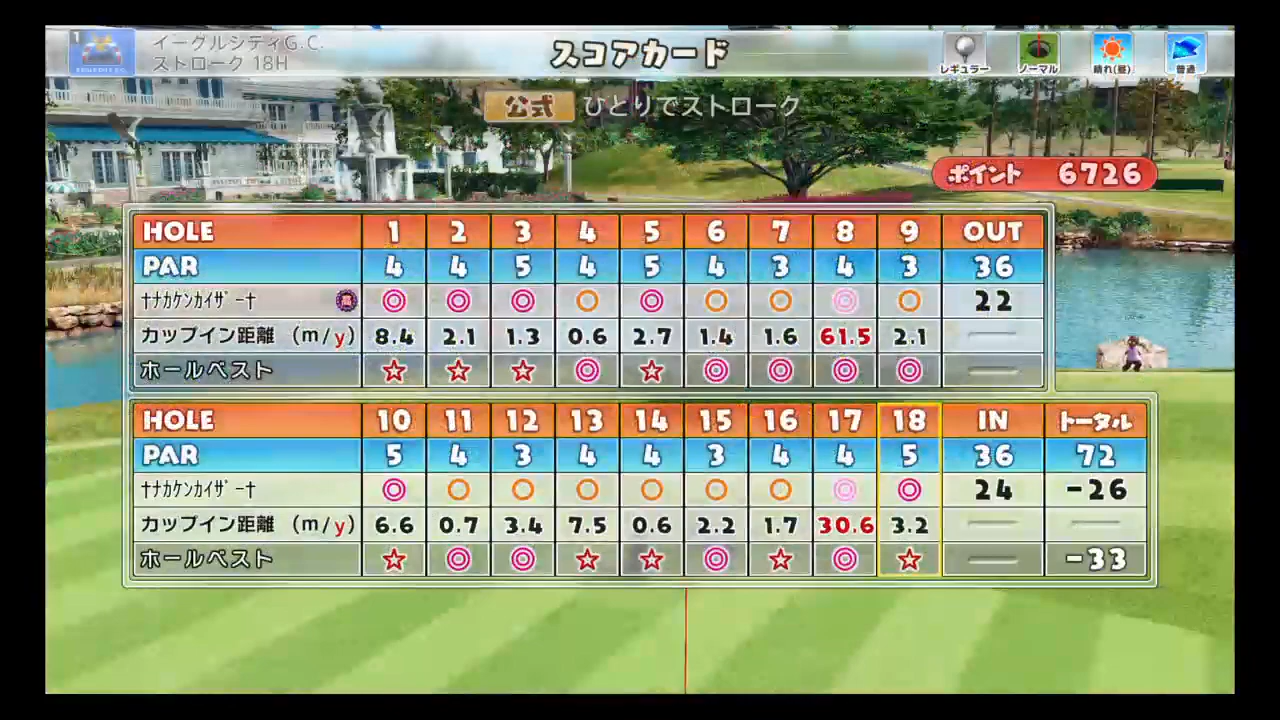 1
イーグルシティG.C.
ストローク 18H
スコアカード
レギュラー
ノーマル
晴れ(昼)
普通
公式 ひとりでストローク
ポイント 6726
HOLE 1 2 3 4 5 6 7 8 9 OUT
PAR 4 4 5 4 5 4 3 4 3 36
†ナカケンカイザー† ◎ ◎ ◎ ○ ◎ ○ ○ ◎ ○ 22
カップイン距離 (m/y) 8.4 2.1 1.3 0.6 2.7 1.4 1.6 61.5 2.1 —
ホールベスト ☆ ☆ ☆ ◎ ☆ ◎ ◎ ◎ ◎ —
HOLE 10 11 12 13 14 15 16 17 18 IN トータル
PAR 5 4 3 4 4 3 4 4 5 36 72
†ナカケンカイザー† ◎ ○ ○ ○ ○ ○ ○ ◎ ◎ 24 -26
カップイン距離 (m/y) 6.6 0.7 3.4 7.5 0.6 2.2 1.7 30.6 3.2 — —
ホールベスト ☆ ◎ ◎ ☆ ☆ ◎ ☆ ◎ ☆ — -33